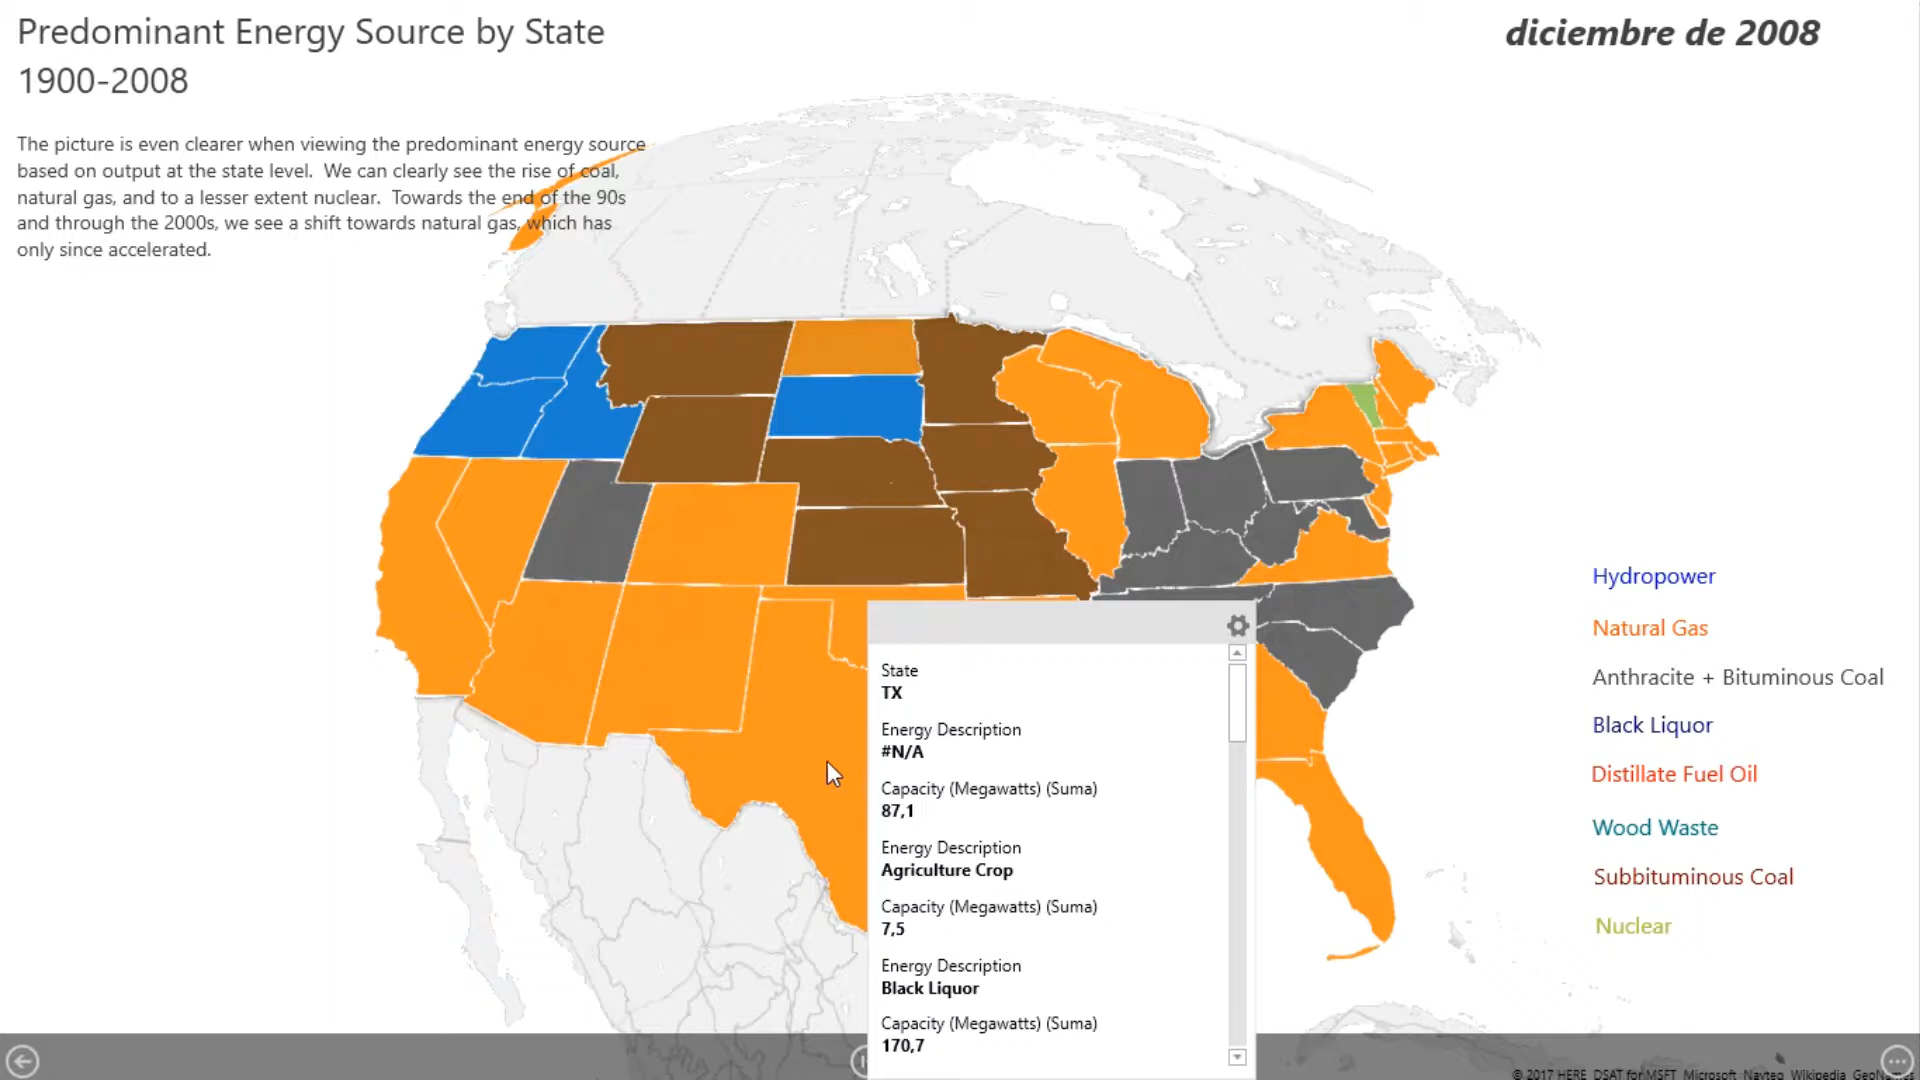 Predominant Energy Source by State
1900-2008
diciembre de 2008
The picture is even clearer when viewing the predominant energy source
based on output at the state level. We can clearly see the rise of coal,
natural gas, and to a lesser extent nuclear. Towards the end of the 90s
and through the 2000s, we see a shift towards natural gas, which has
only since accelerated.
Hydropower
Natural Gas
Anthracite + Bituminous Coal
Black Liquor
Distillate Fuel Oil
Wood Waste
Subbituminous Coal
Nuclear
State
TX
Energy Description
#N/A
Capacity (Megawatts) (Suma)
87,1
Energy Description
Agriculture Crop
Capacity (Megawatts) (Suma)
7,5
Energy Description
Black Liquor
Capacity (Megawatts) (Suma)
170,7
© 2017 HERE, DSAT for MSFT, Microsoft, Navteq, Wikipedia, GeoNames